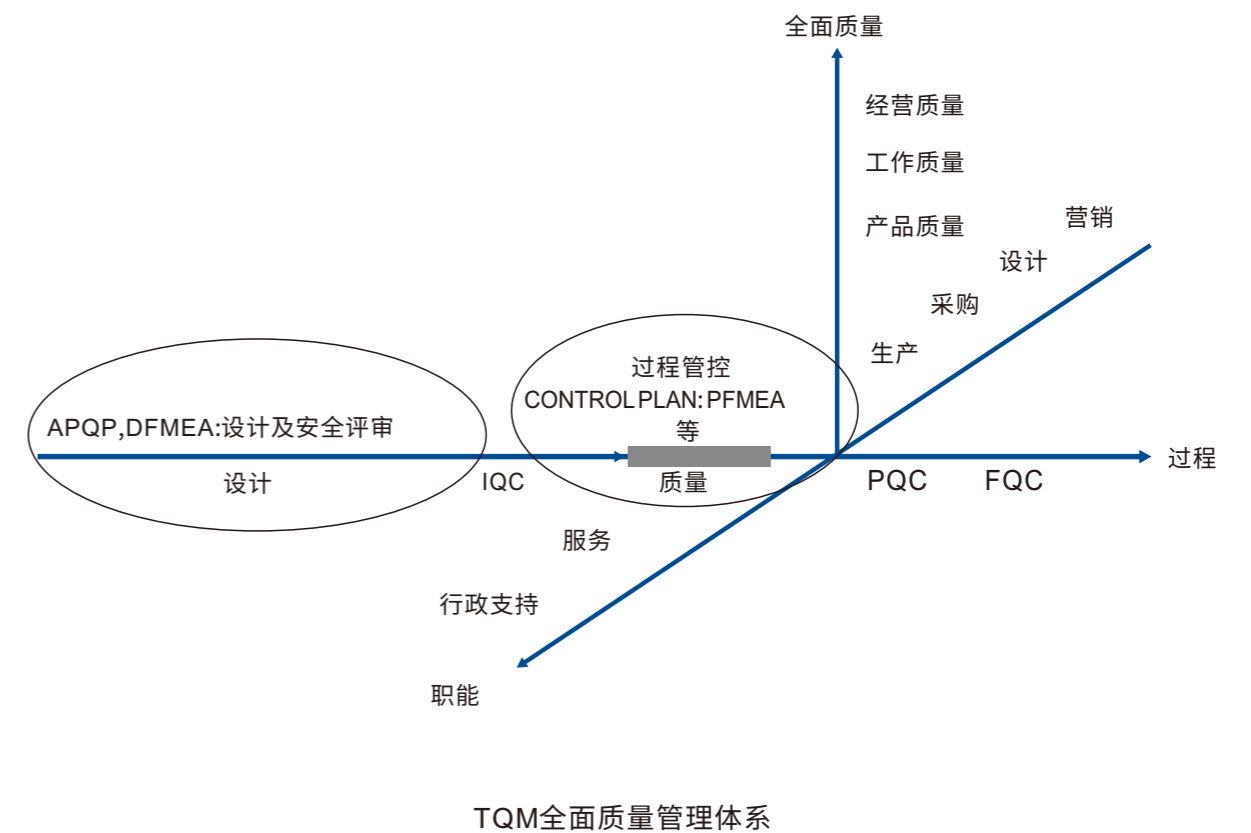 全面质量
经营质量
工作质量
产品质量
营销
设计
采购
生产
过程管控
CONTROL PLAN: PFMEA
等
APQP,DFMEA:设计及安全评审
设计
IQC
质量
PQC
FQC
过程
服务
行政支持
职能
TQM全面质量管理体系